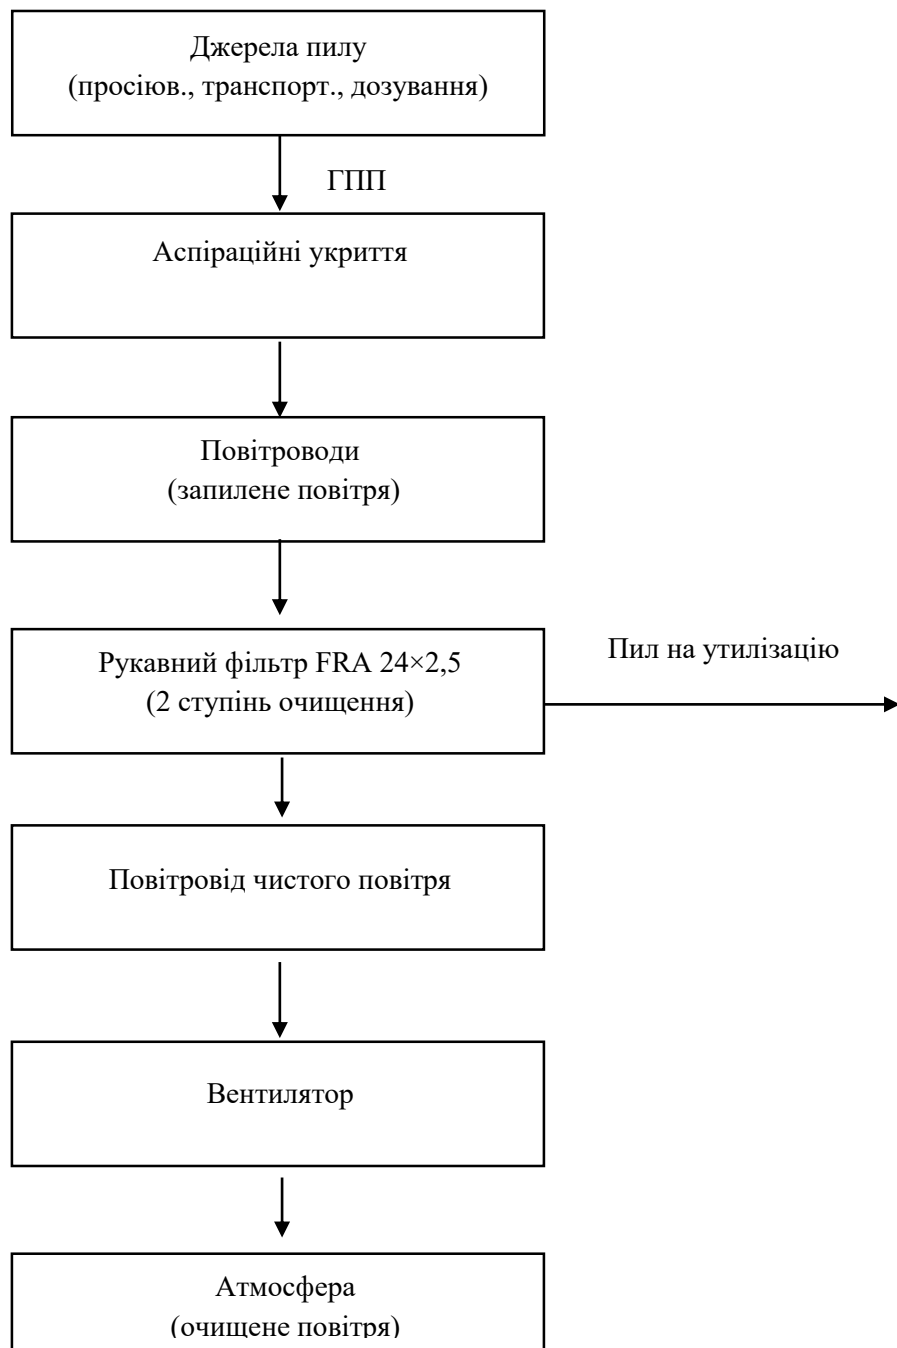 Джерела пилу
(просіюв., транспорт., дозування)
ГПП
Аспіраційні укриття
Повітроводи
(запилене повітря)
Рукавний фільтр FRA 24×2,5
(2 ступінь очищення)
Пил на утилізацію
Повітровід чистого повітря
Вентилятор
Атмосфера
(очищене повітря)